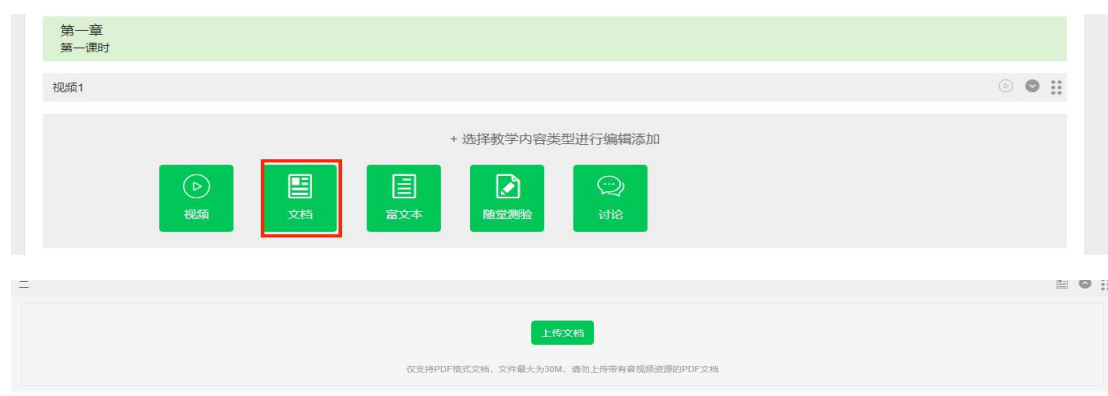 第一章
第一课时
视频1
+ 选择教学内容类型进行编辑添加
视频 文档 富文本 随堂测验 讨论
二
上传文档
仅支持PDF格式文档，文件最大为30M，请勿上传带有音视频资源的PDF文档